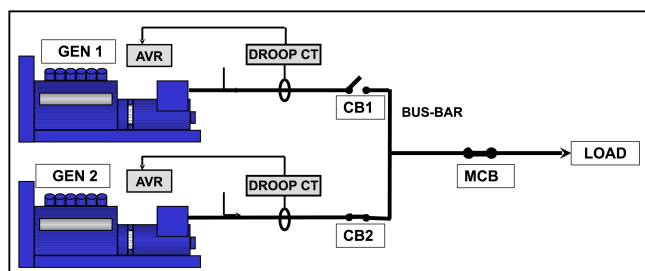 GEN 1
AVR
DROOP CT
CB1
BUS-BAR
LOAD
MCB
GEN 2
AVR
DROOP CT
CB2